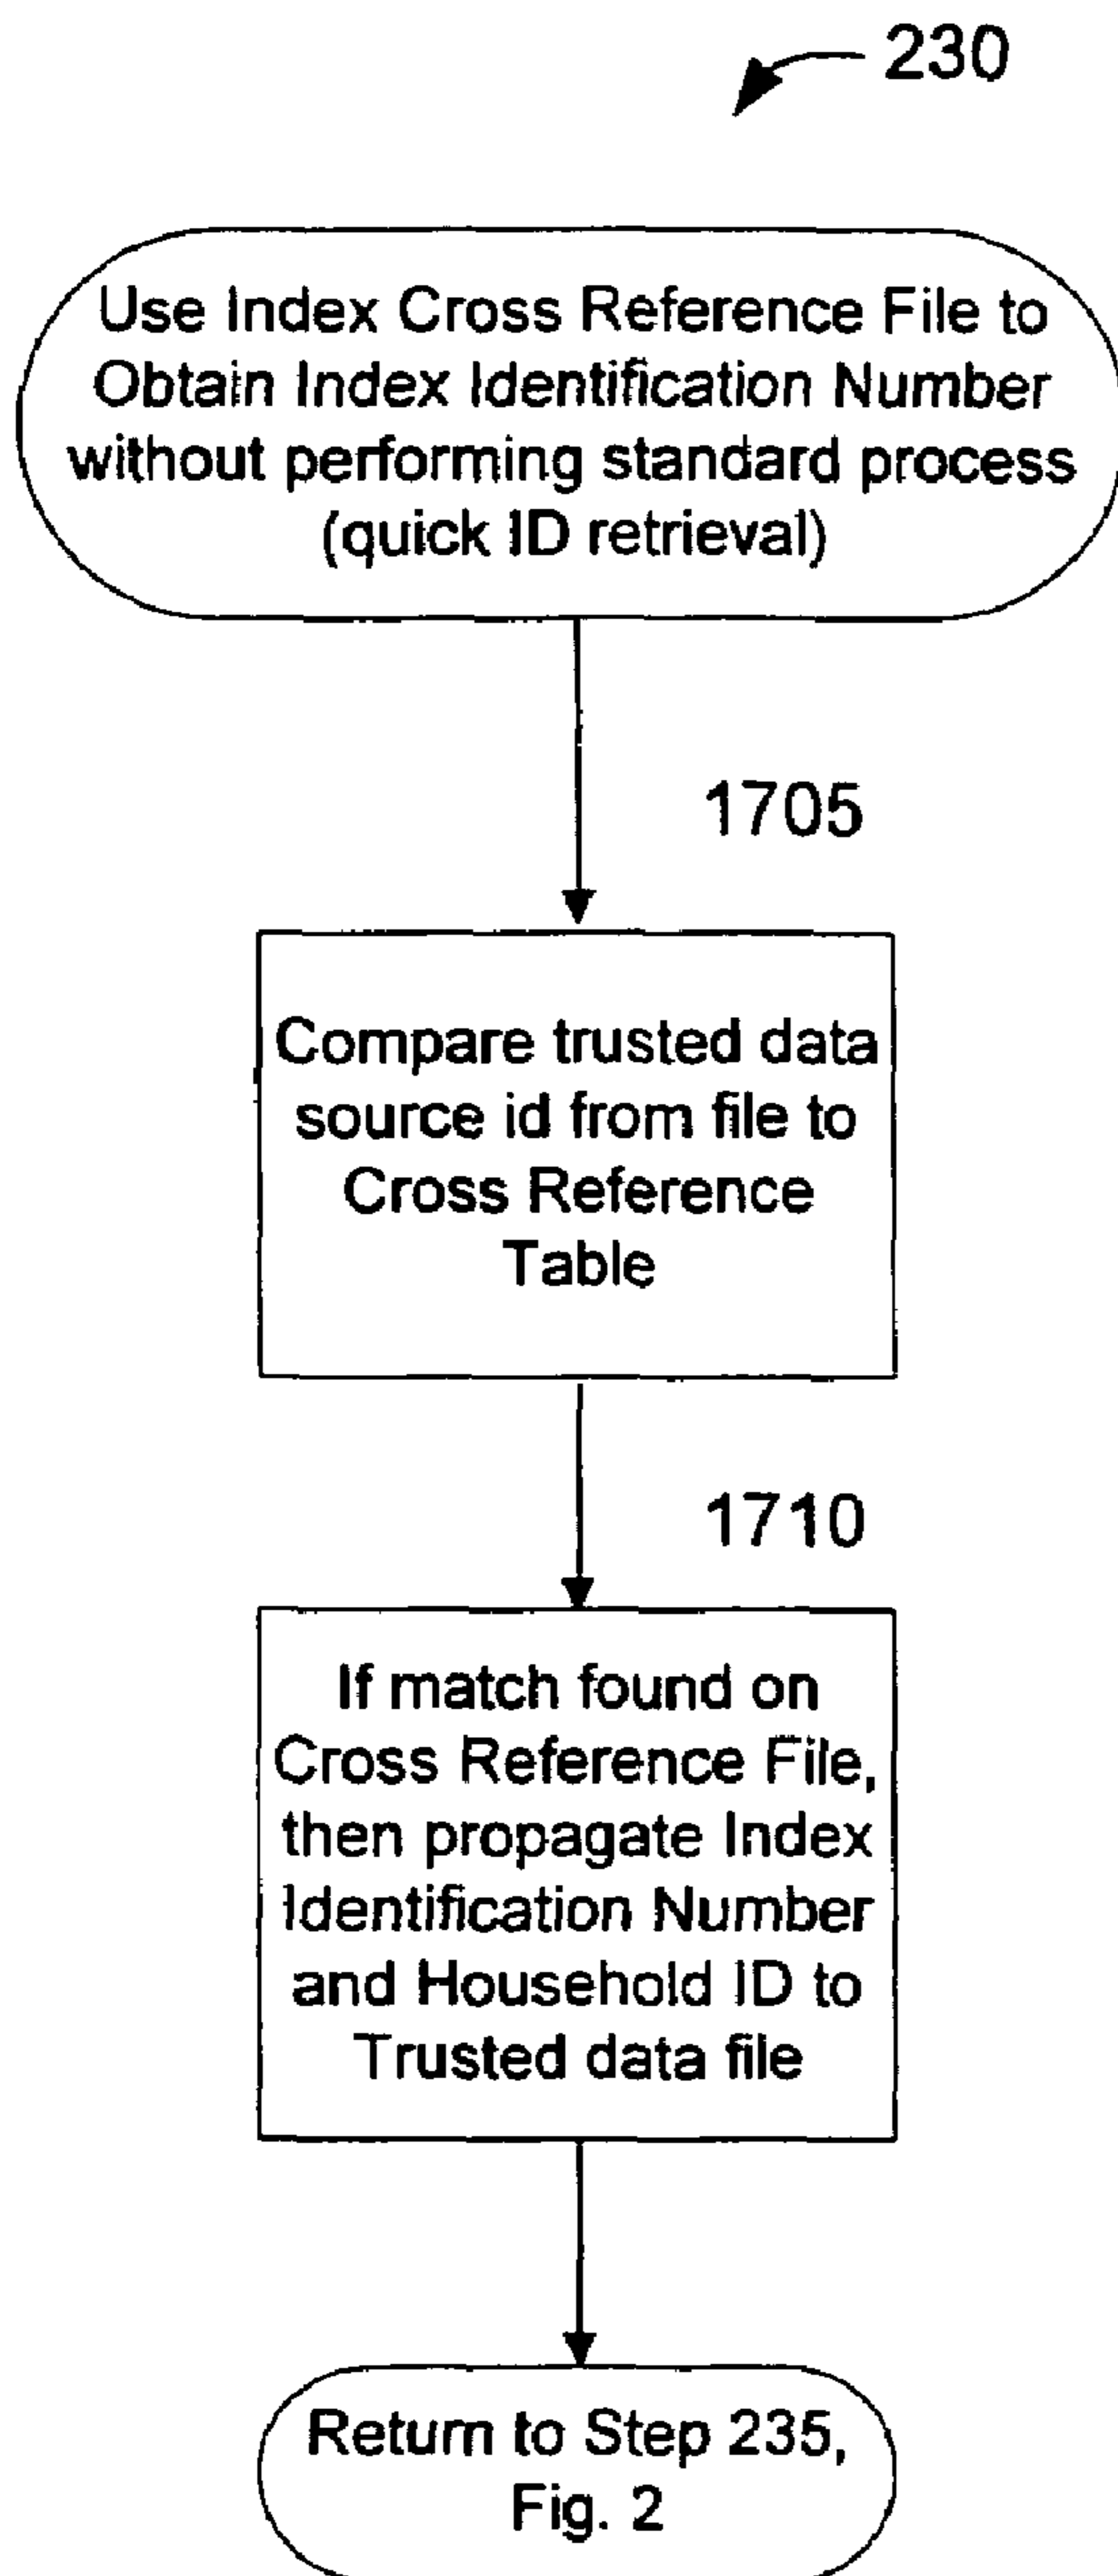 230
Use Index Cross Reference File to
Obtain Index Identification Number
without performing standard process
(quick ID retrieval)
1705
Compare trusted data
source id from file to
Cross Reference
Table
1710
If match found on
Cross Reference File,
then propagate Index
Identification Number
and Household ID to
Trusted data file
Return to Step 235,
Fig. 2